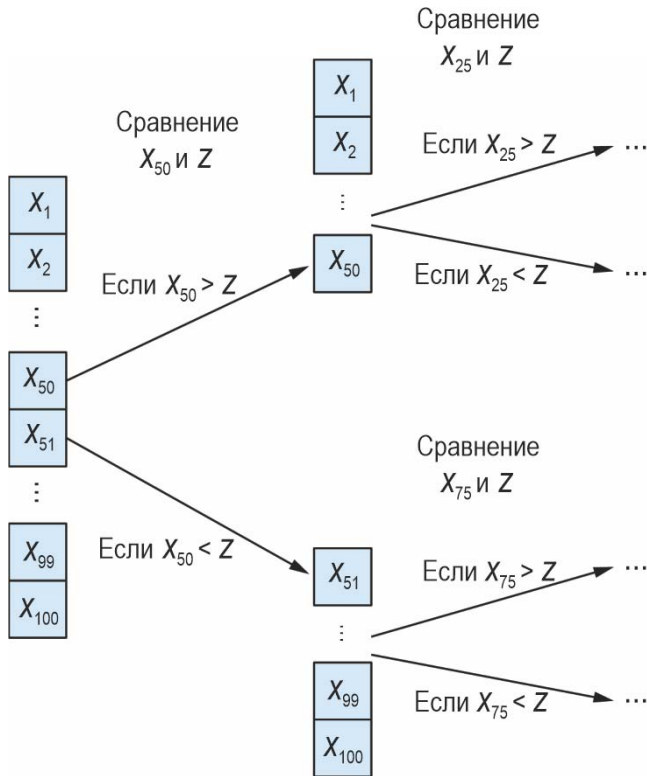 Сравнение
X₅₀ и Z
X₁
X₂
⋮
X₅₀
X₅₁
⋮
X₉₉
X₁₀₀
Если X₅₀ > Z
Если X₅₀ < Z
Сравнение
X₂₅ и Z
X₁
X₂
⋮
X₅₀
Если X₂₅ > Z
...
Если X₂₅ < Z
...
Сравнение
X₇₅ и Z
X₅₁
⋮
X₉₉
X₁₀₀
Если X₇₅ > Z
...
Если X₇₅ < Z
...